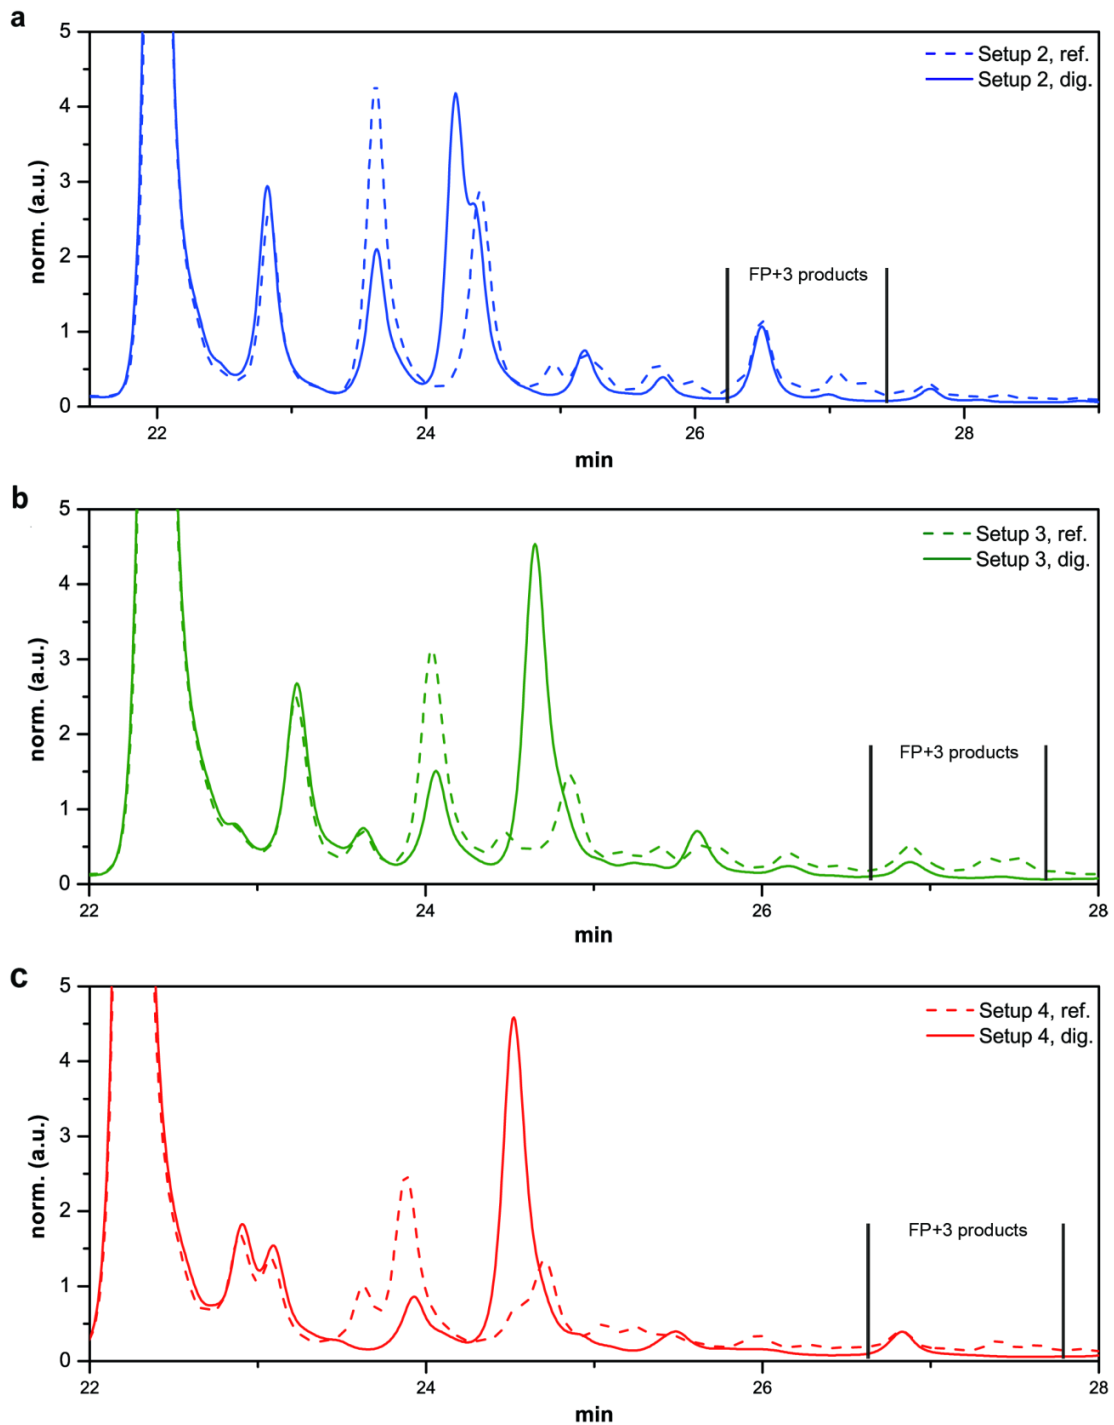 a
5
4
3
2
1
0
norm. (a.u.)
Setup 2, ref.
Setup 2, dig.
FP+3 products
22
24
26
28
min
b
5
4
3
2
1
0
norm. (a.u.)
Setup 3, ref.
Setup 3, dig.
FP+3 products
22
24
26
28
min
c
5
4
3
2
1
0
norm. (a.u.)
Setup 4, ref.
Setup 4, dig.
FP+3 products
22
24
26
28
min